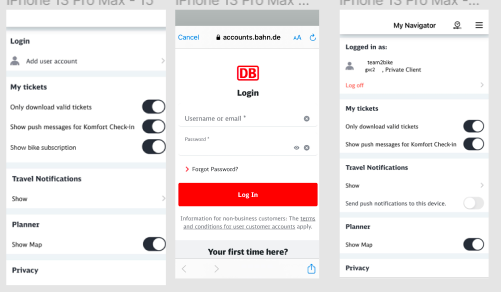 iPhone 13 Pro Max - 15
Login
Add user account
My tickets
Only download valid tickets
Show push messages for Komfort Check-in
Show bike subscription
Travel Notifications
Show
Planner
Show Map
Privacy
iPhone 13 Pro Max ...
Cancel
accounts.bahn.de
AA
DB
Login
Username or email *
Password *
Forgot Password?
Log In
Information for non-business customers: The terms
and conditions for user customer accounts apply.
Your first time here?
iPhone 13 Pro Max -...
My Navigator
Logged in as:
team2bike
, Private Client
Log off
My tickets
Only download valid tickets
Show push messages for Komfort Check-in
Travel Notifications
Show
Send push notifications to this device.
Planner
Show Map
Privacy